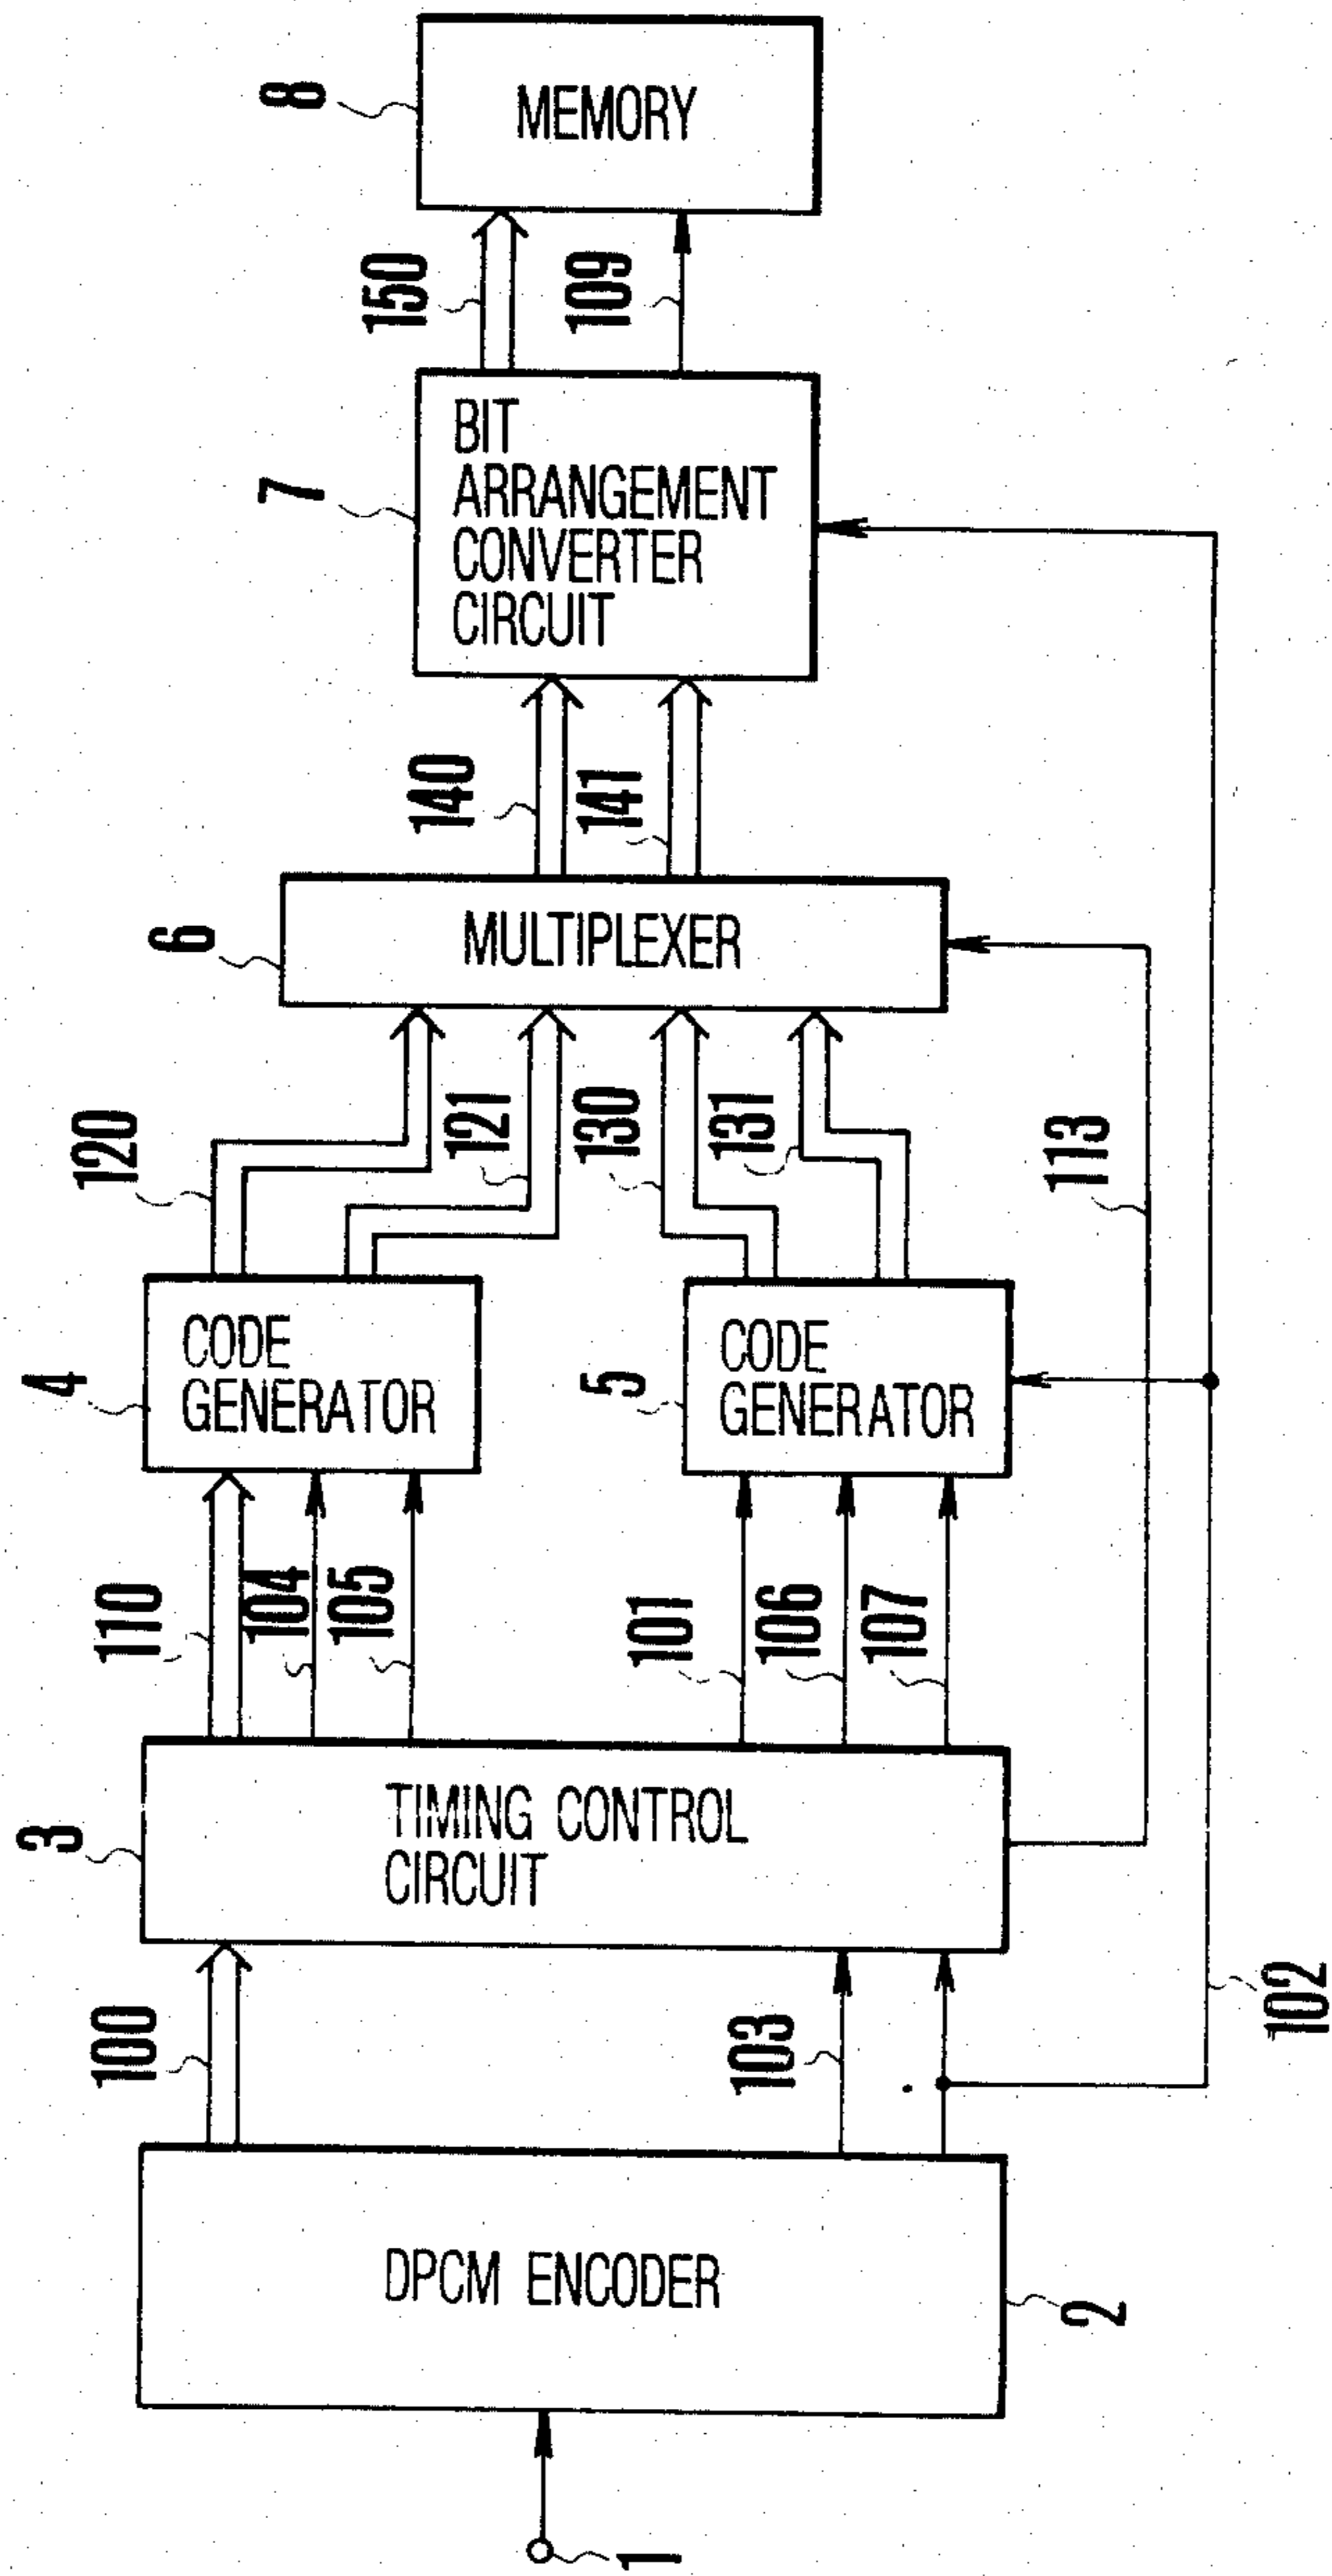 1
DPCM ENCODER
2
100
103
102
3
TIMING CONTROL
CIRCUIT
110
104
105
101
106
107
113
4
CODE
GENERATOR
5
CODE
GENERATOR
120
121
130
131
6
MULTIPLEXER
140
141
7
BIT
ARRANGEMENT
CONVERTER
CIRCUIT
150
109
8
MEMORY